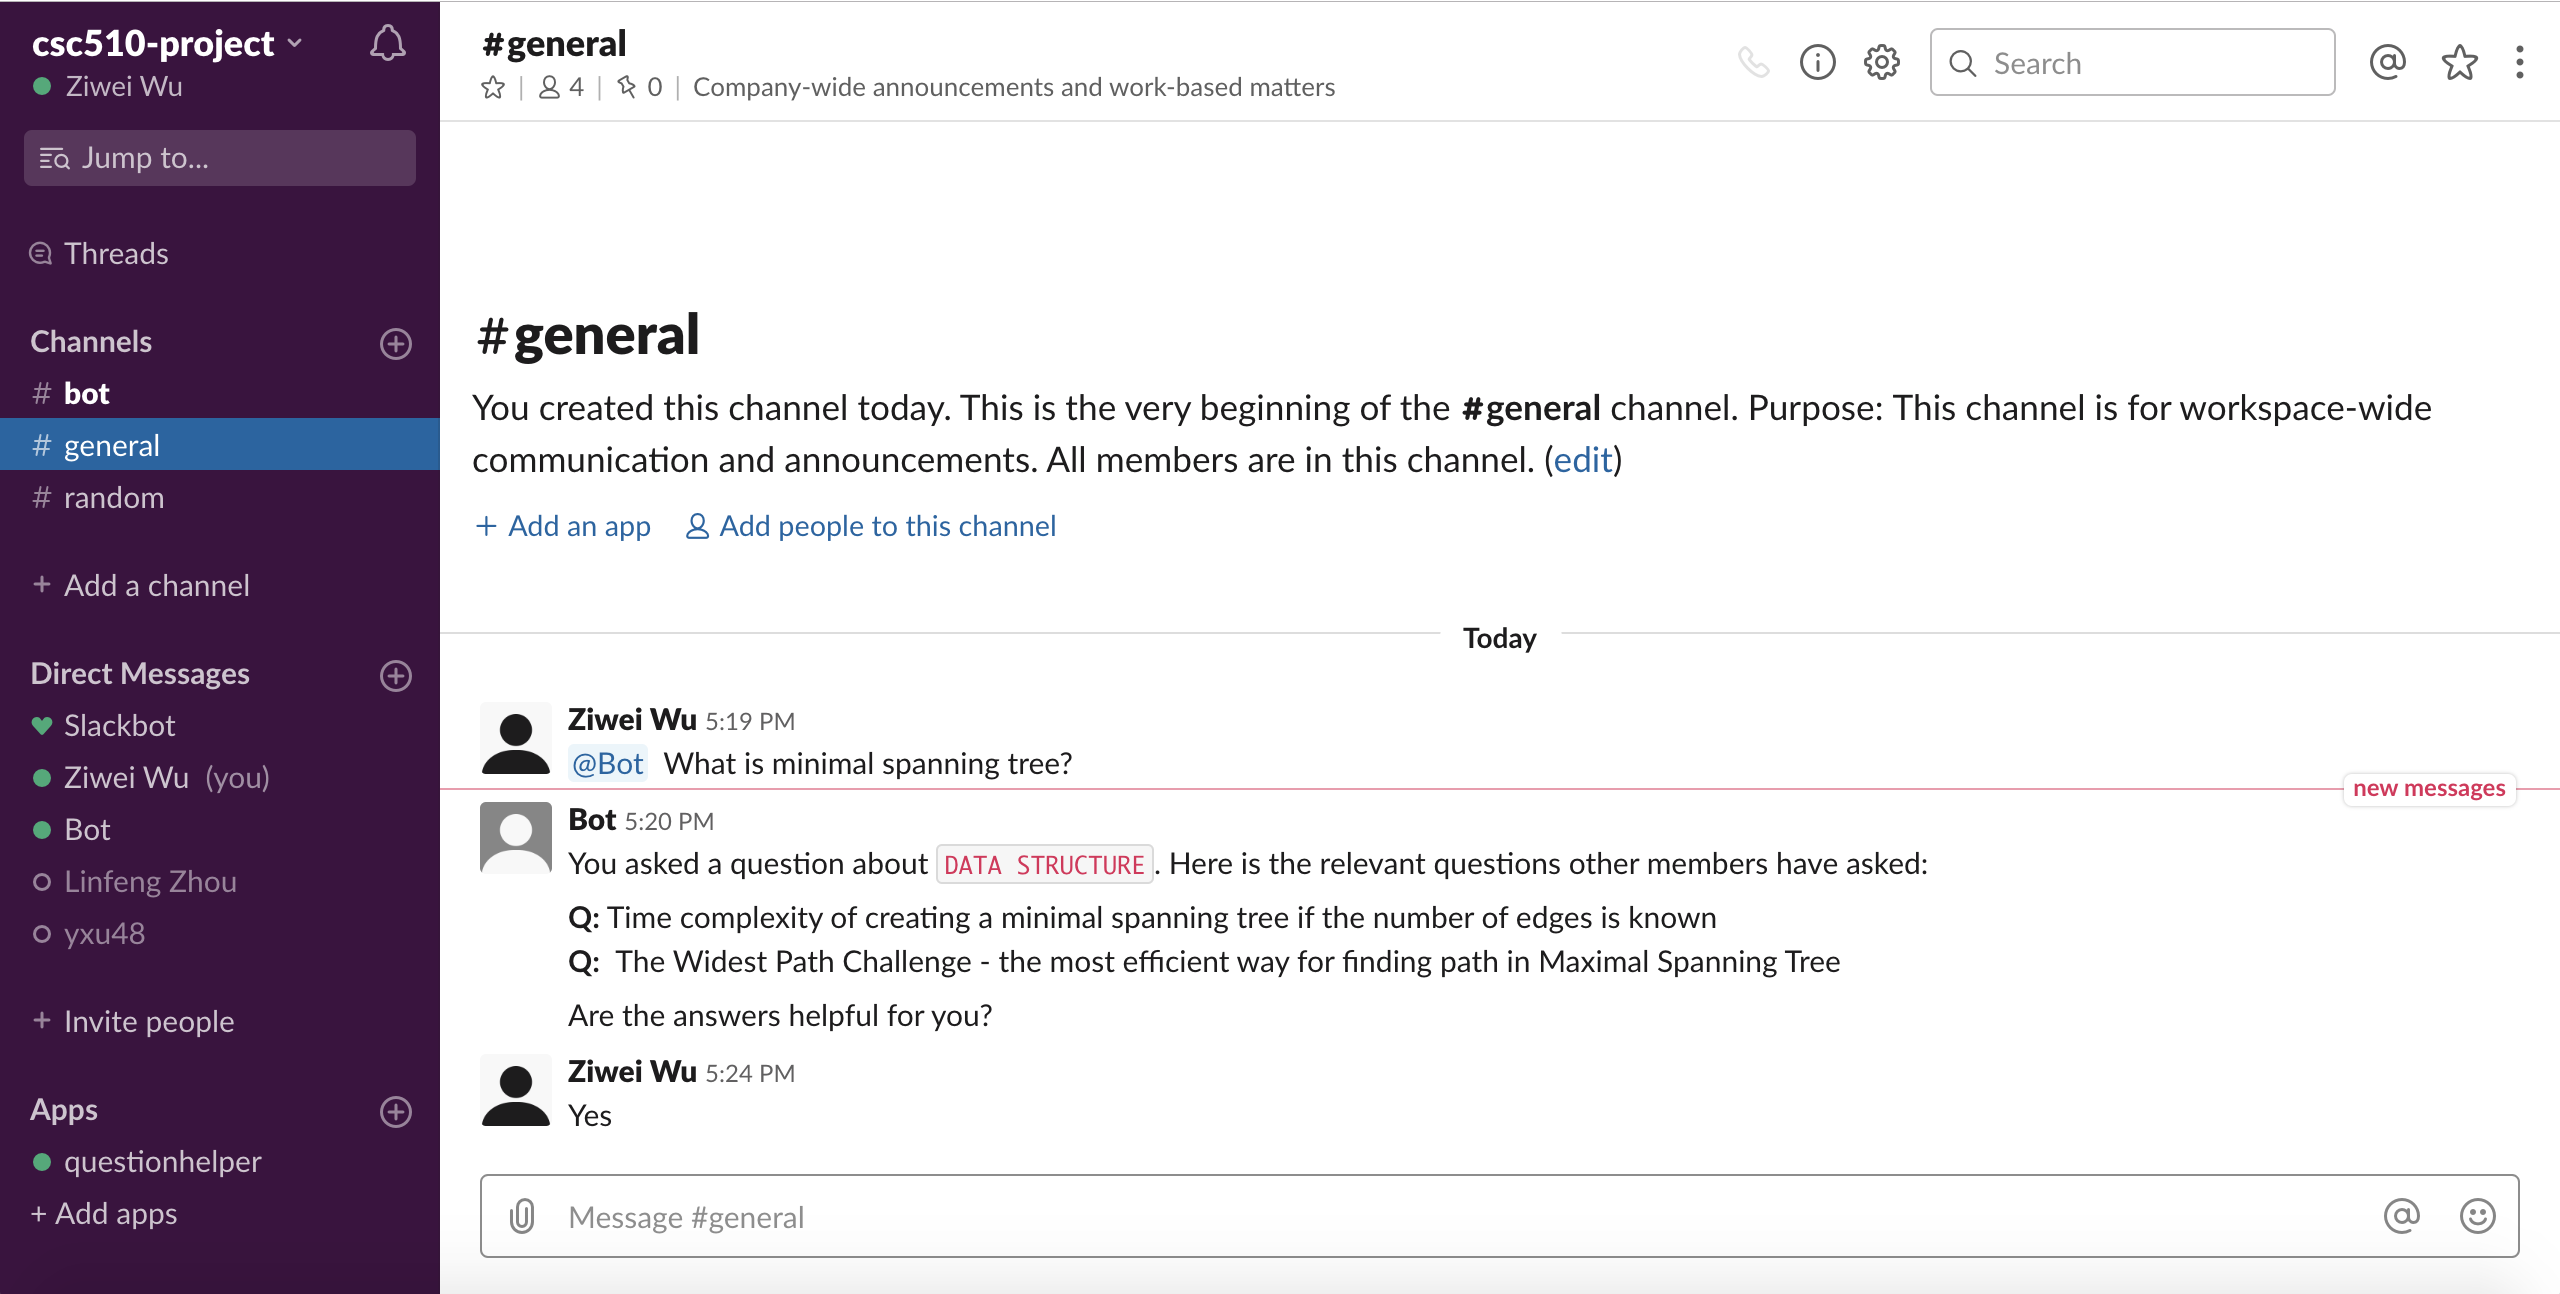 csc510-project
Ziwei Wu
Jump to...
Threads
Channels
# bot
# general
# random
+ Add a channel
Direct Messages
Slackbot
Ziwei Wu (you)
Bot
Linfeng Zhou
yxu48
+ Invite people
Apps
questionhelper
+ Add apps
#general
4 | 0 | Company-wide announcements and work-based matters
Search
#general
You created this channel today. This is the very beginning of the #general channel. Purpose: This channel is for workspace-wide
communication and announcements. All members are in this channel. (edit)
+ Add an app Add people to this channel
Today
Ziwei Wu 5:19 PM
@Bot What is minimal spanning tree?
new messages
Bot 5:20 PM
You asked a question about DATA STRUCTURE. Here is the relevant questions other members have asked:
Q: Time complexity of creating a minimal spanning tree if the number of edges is known
Q: The Widest Path Challenge - the most efficient way for finding path in Maximal Spanning Tree
Are the answers helpful for you?
Ziwei Wu 5:24 PM
Yes
Message #general